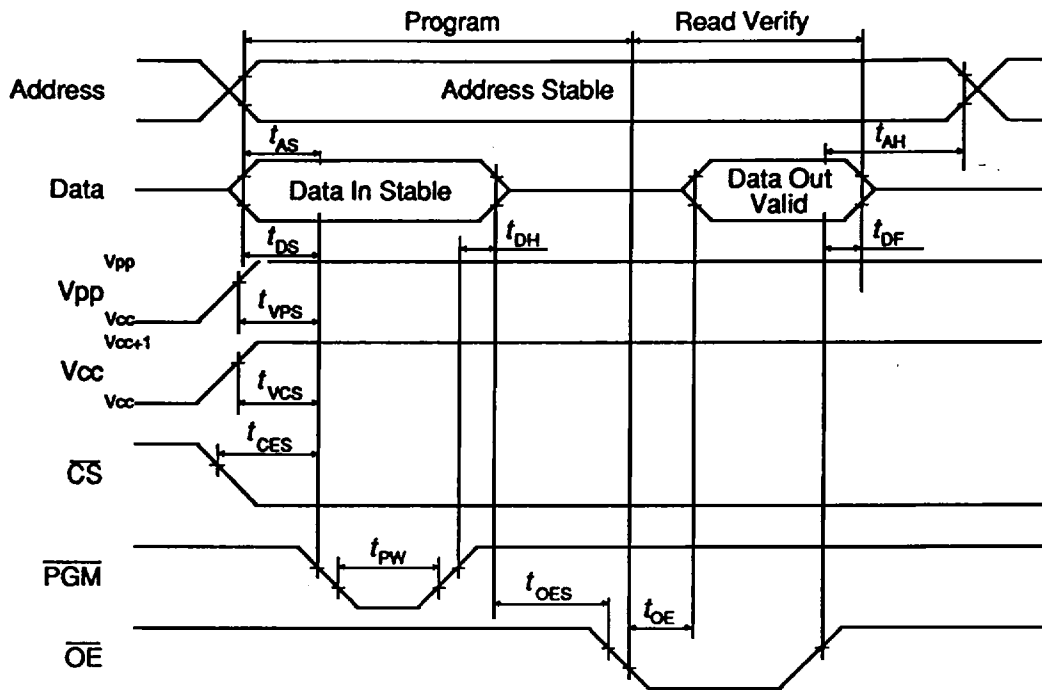 Program
Read Verify
Address
Address Stable
tAS
tAH
Data
Data In Stable
Data Out
Valid
tDS
tDH
tDF
Vpp
Vpp
tVPS
Vcc
Vcc+1
Vcc
tVCS
Vcc
tCES
CS
PGM
tPW
tOES
tOE
OE